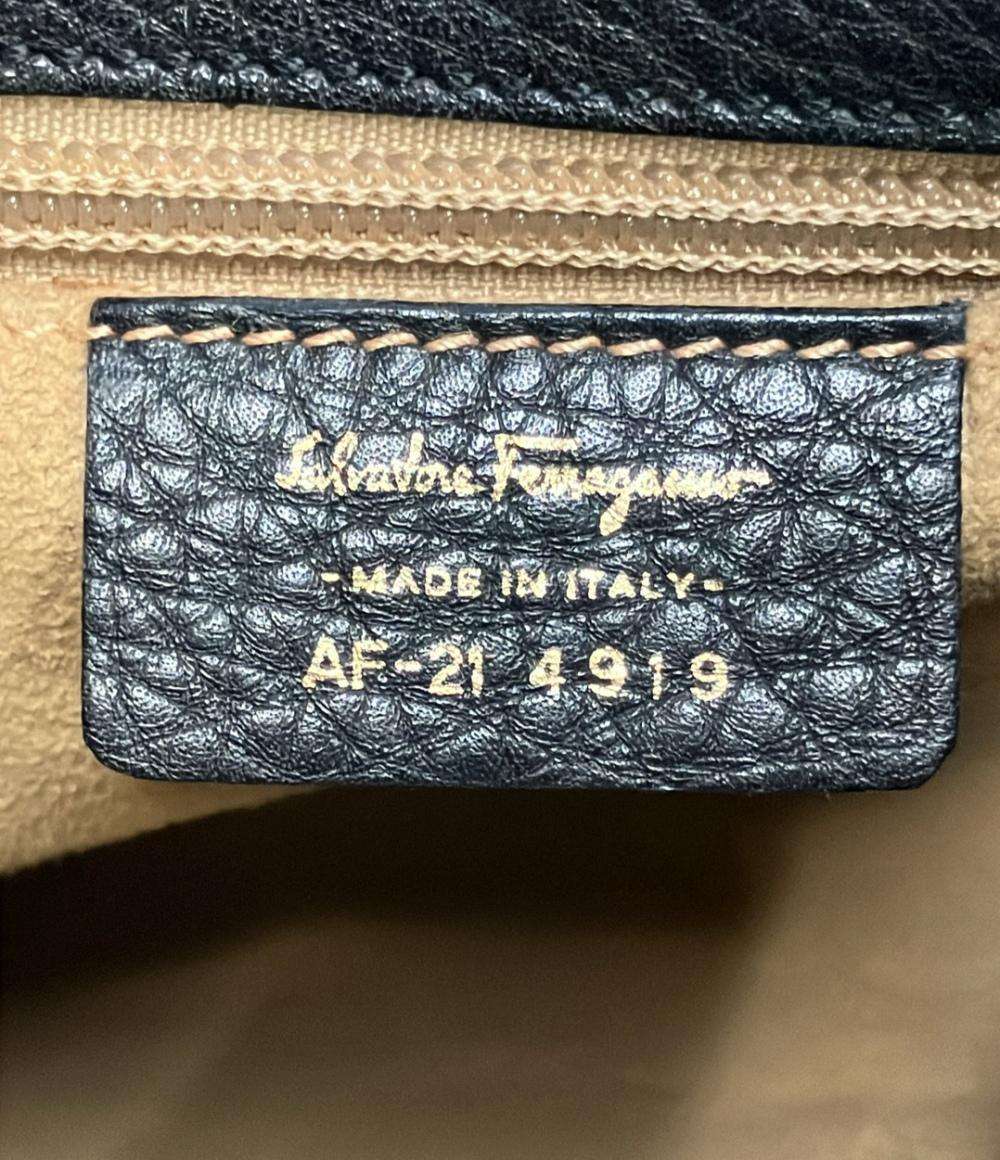 Salvatore Ferragamo
-MADE IN ITALY-
AF-21 4919